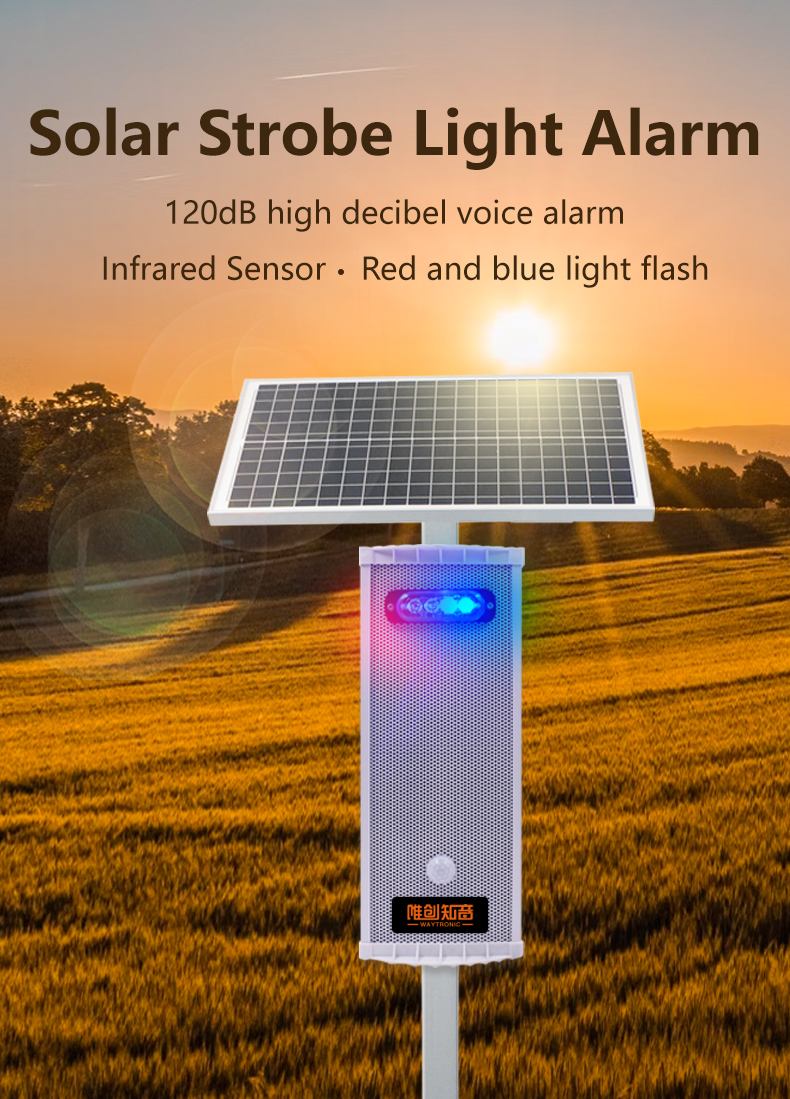 Solar Strobe Light Alarm
120dB high decibel voice alarm
Infrared Sensor · Red and blue light flash
唯创知音
WAYTRONIC